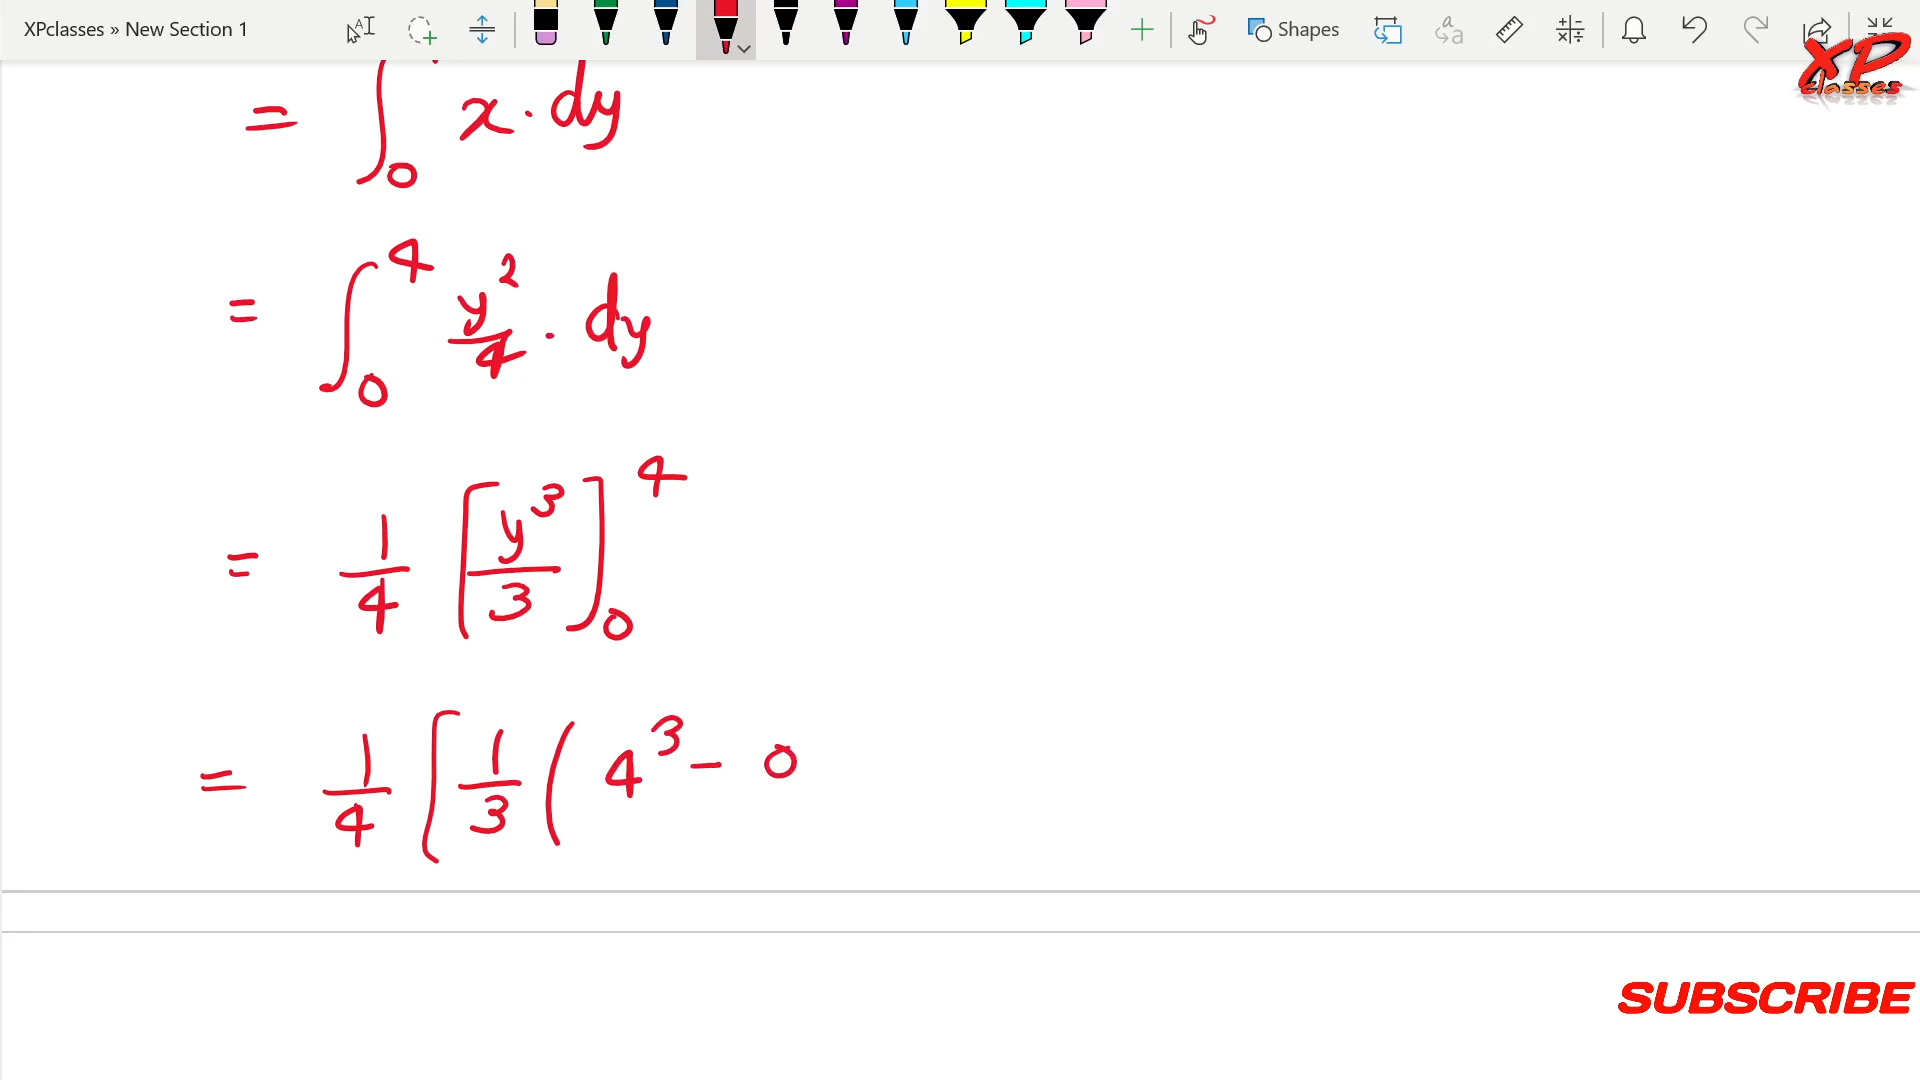 XPclasses » New Section 1
Shapes
XP
classes
= ∫₀ x · dy
= ∫₀⁴ y²/4 · dy
= 1/4 [y³/3]₀⁴
= 1/4 [1/3 ( 4³ - 0
SUBSCRIBE